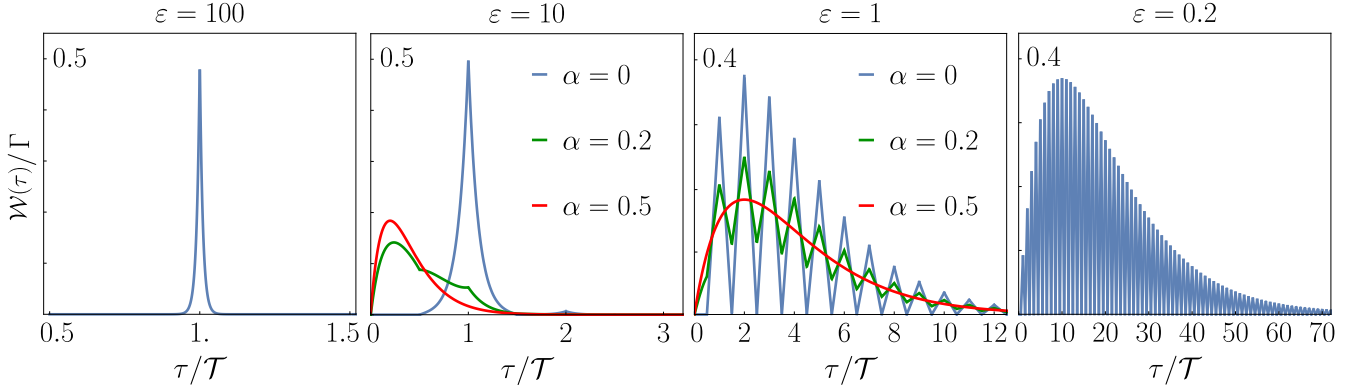 ε = 100
ε = 10
ε = 1
ε = 0.2
𝒲(τ)/Γ
0.5
0.5
α = 0
α = 0.2
α = 0.5
0.4
α = 0
α = 0.2
α = 0.5
0.4
0.5 1. 1.5
0 1 2 3
0 2 4 6 8 10 12
0 10 20 30 40 50 60 70
τ/𝒯
τ/𝒯
τ/𝒯
τ/𝒯